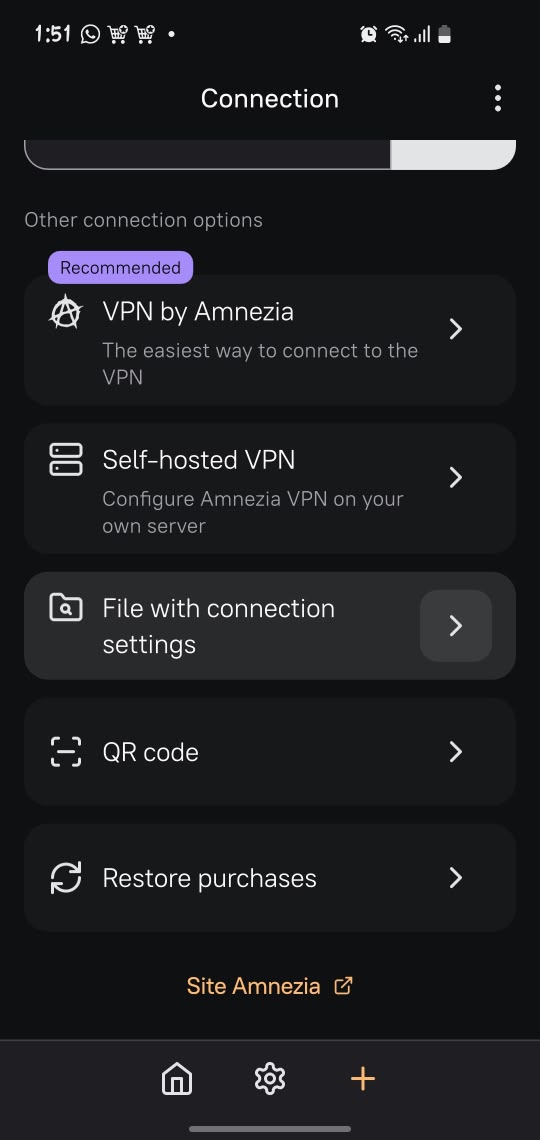 1:51
Connection
Other connection options
Recommended
VPN by Amnezia
The easiest way to connect to the
VPN
Self-hosted VPN
Configure Amnezia VPN on your
own server
File with connection
settings
QR code
Restore purchases
Site Amnezia